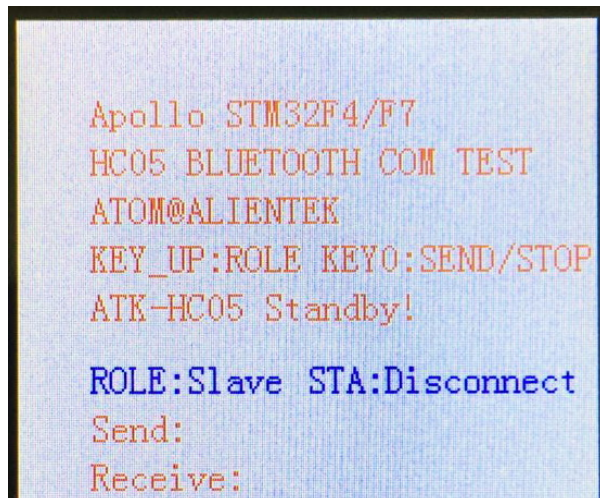 Apollo STM32F4/F7
HC05 BLUETOOTH COM TEST
ATOM@ALIENTEK
KEY_UP:ROLE KEY0:SEND/STOP
ATK-HC05 Standby!
ROLE:Slave STA:Disconnect
Send:
Receive: